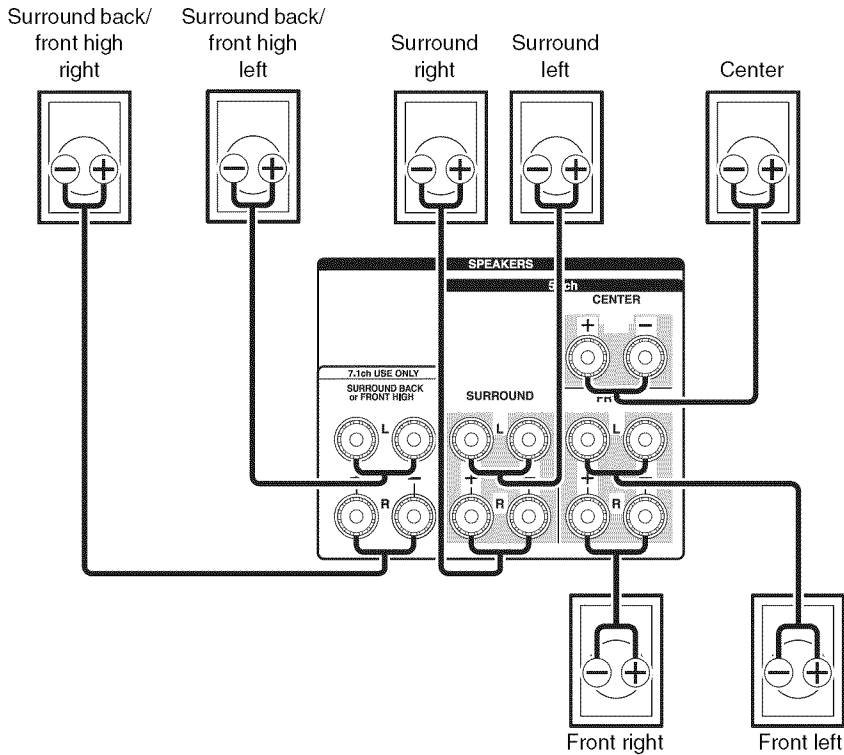 Surround back/
front high
right
Surround back/
front high
left
Surround
right
Surround
left
Center
− +
− +
− +
− +
− +
SPEAKERS
CENTER
+ −
7.1ch USE ONLY
SURROUND BACK
or FRONT HIGH
SURROUND
L
L
L
+ −
+ −
R
R
R
− +
− +
Front right
Front left